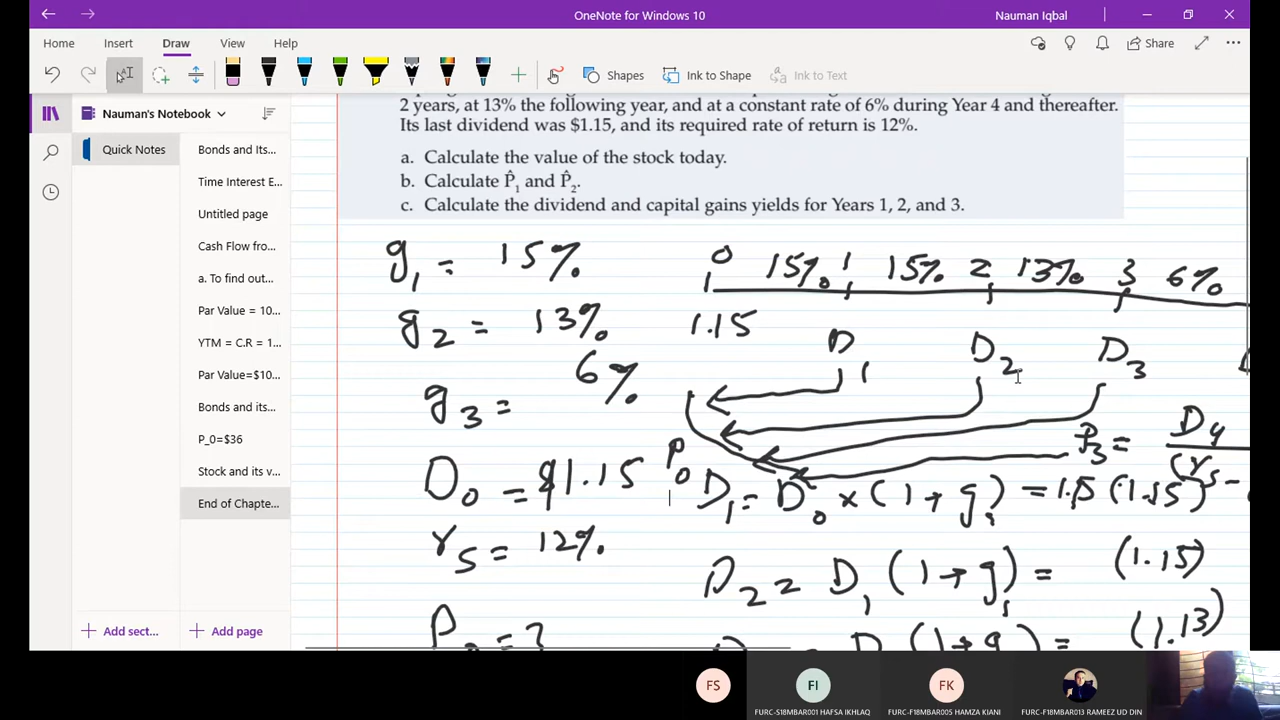 OneNote for Windows 10
Nauman Iqbal
Home Insert Draw View Help
Share
Shapes Ink to Shape Ink to Text
Nauman's Notebook
Quick Notes
Bonds and Its...
Time Interest E...
Untitled page
Cash Flow fro...
a. To find out...
Par Value = 10...
YTM = C.R = 1...
Par Value=$10...
Bonds and its...
P_0=$36
Stock and its v...
End of Chapte...
Add sect...
Add page
2 years, at 13% the following year, and at a constant rate of 6% during Year 4 and thereafter.
Its last dividend was $1.15, and its required rate of return is 12%.
a. Calculate the value of the stock today.
b. Calculate P̂1 and P̂2.
c. Calculate the dividend and capital gains yields for Years 1, 2, and 3.
g1 = 15%
g2 = 13%
g3 = 6%
D0 = $1.15
rs = 12%
P0 = ?
0 15% 1 15% 2 13% 3 6%
1.15 D1 D2 D3
P0
P3 = D4
(rs -
D1 = D0 × (1 + g1) = 1.15 (1.15)
D2 = D1 (1 + g1) = (1.15)
(1 + g = (1.13)
FS FI FK
FURC-S18MBAR001 HAFSA IKHLAQ
FURC-F18MBAR005 HAMZA KIANI
FURC-F18MBAR013 RAMEEZ UD DIN